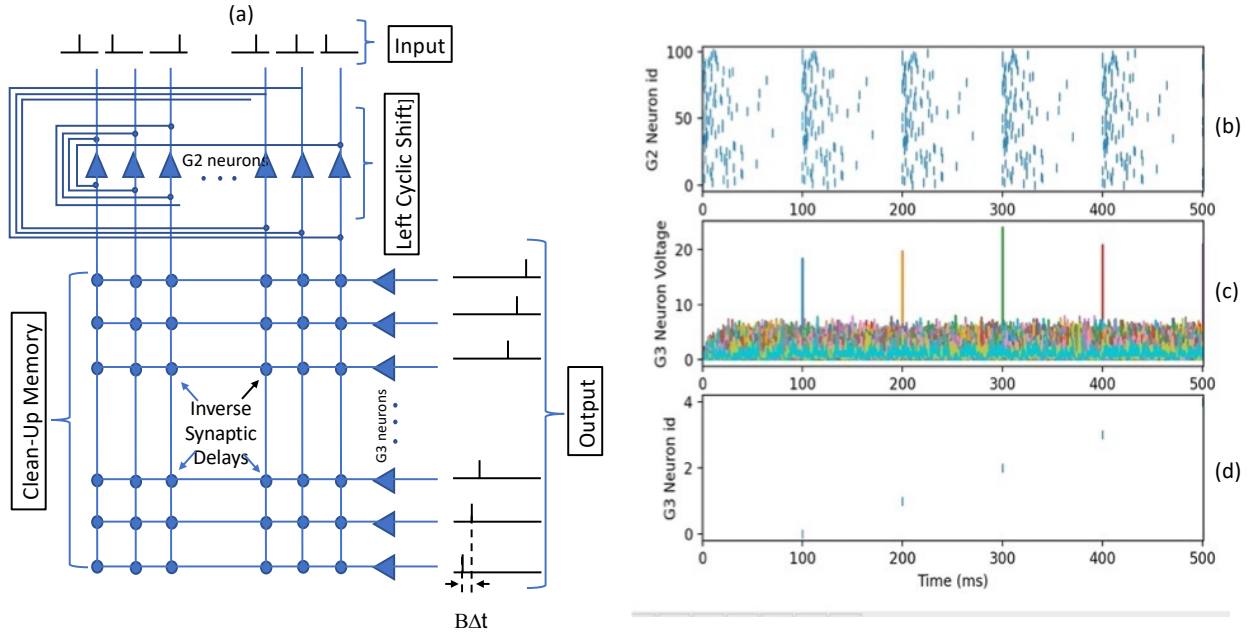 (a)
Input
Left Cyclic Shift]
G2 neurons
Clean-Up Memory
Inverse
Synaptic
Delays
G3 neurons
Output
BΔt
G2 Neuron id
100
50
0
0 100 200 300 400 500
(b)
G3 Neuron Voltage
20
10
0
0 100 200 300 400 500
(c)
G3 Neuron id
4
2
0
0 100 200 300 400 500
Time (ms)
(d)